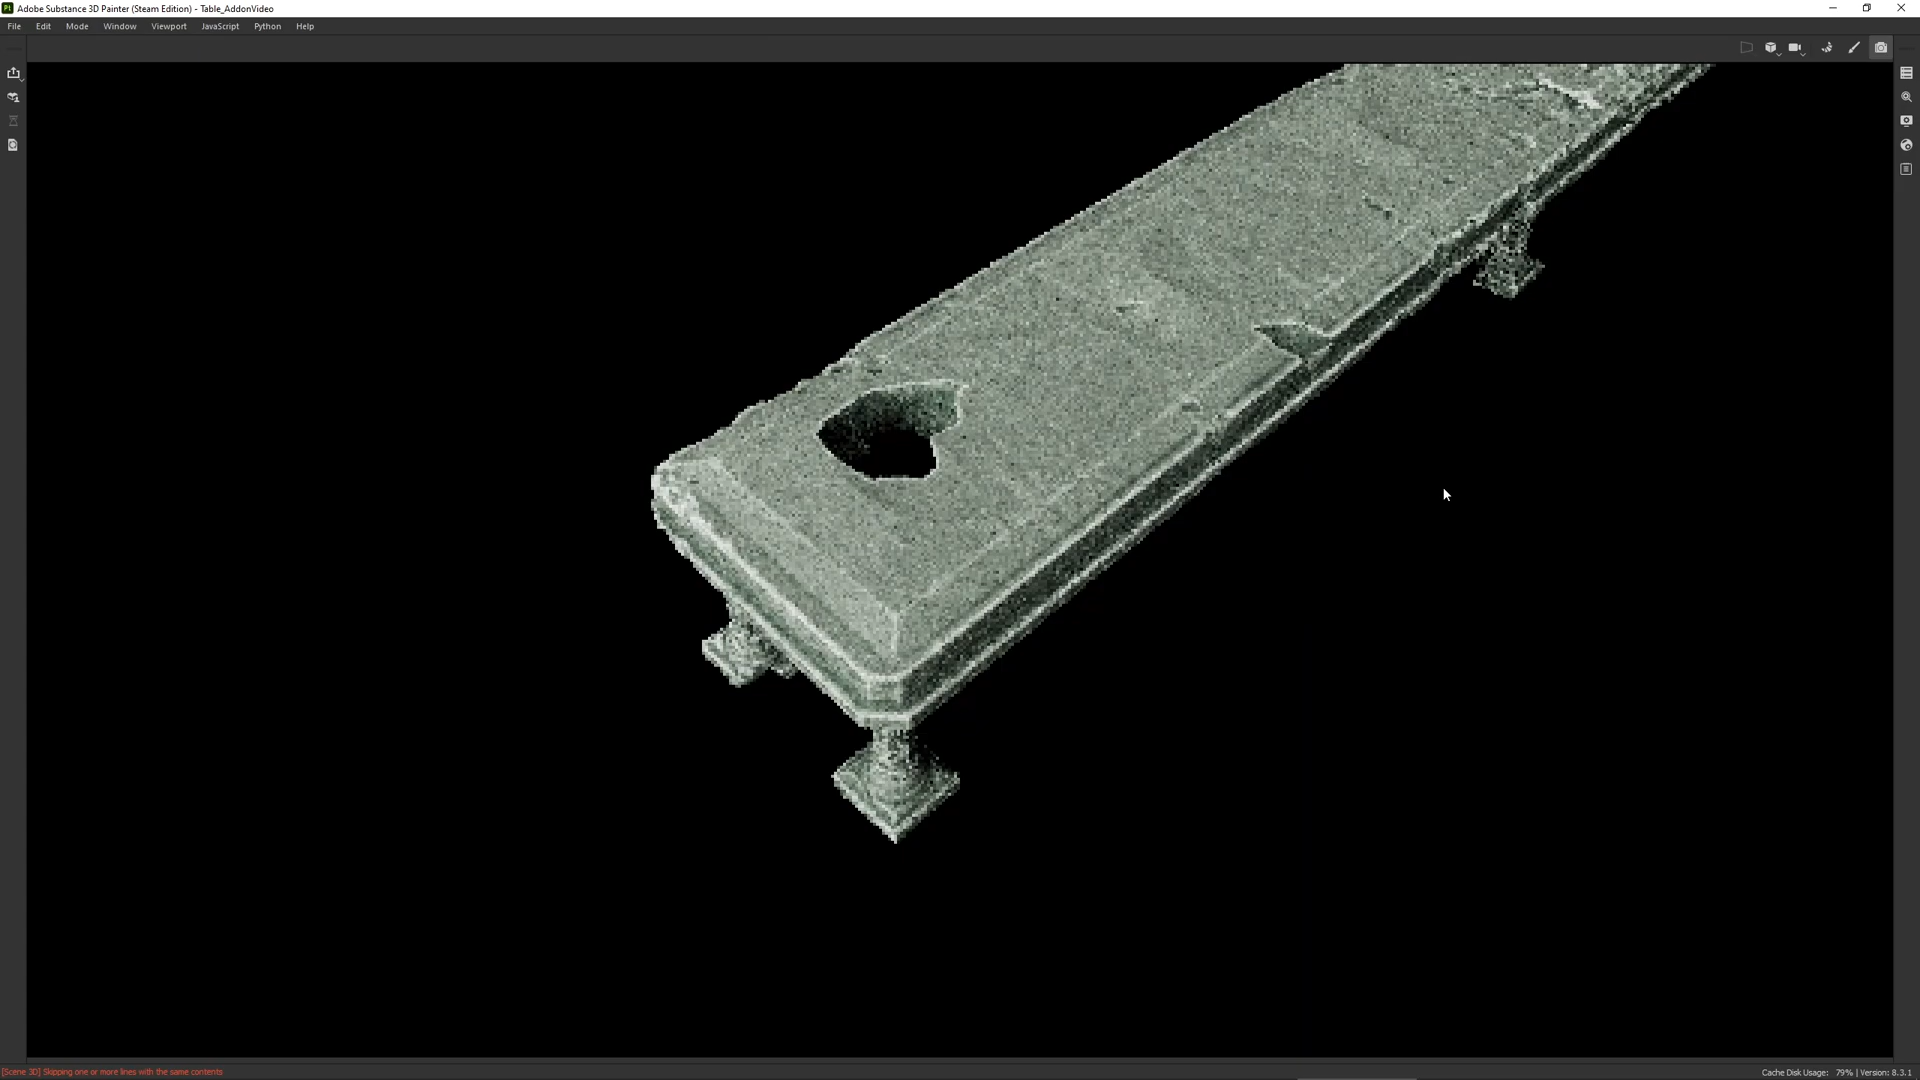 Pt Adobe Substance 3D Painter (Steam Edition) - Table_AddonVideo
File Edit Mode Window Viewport JavaScript Python Help
[Scene 3D] Skipping one or more lines with the same contents
Cache Disk Usage: 79% | Version: 8.3.1